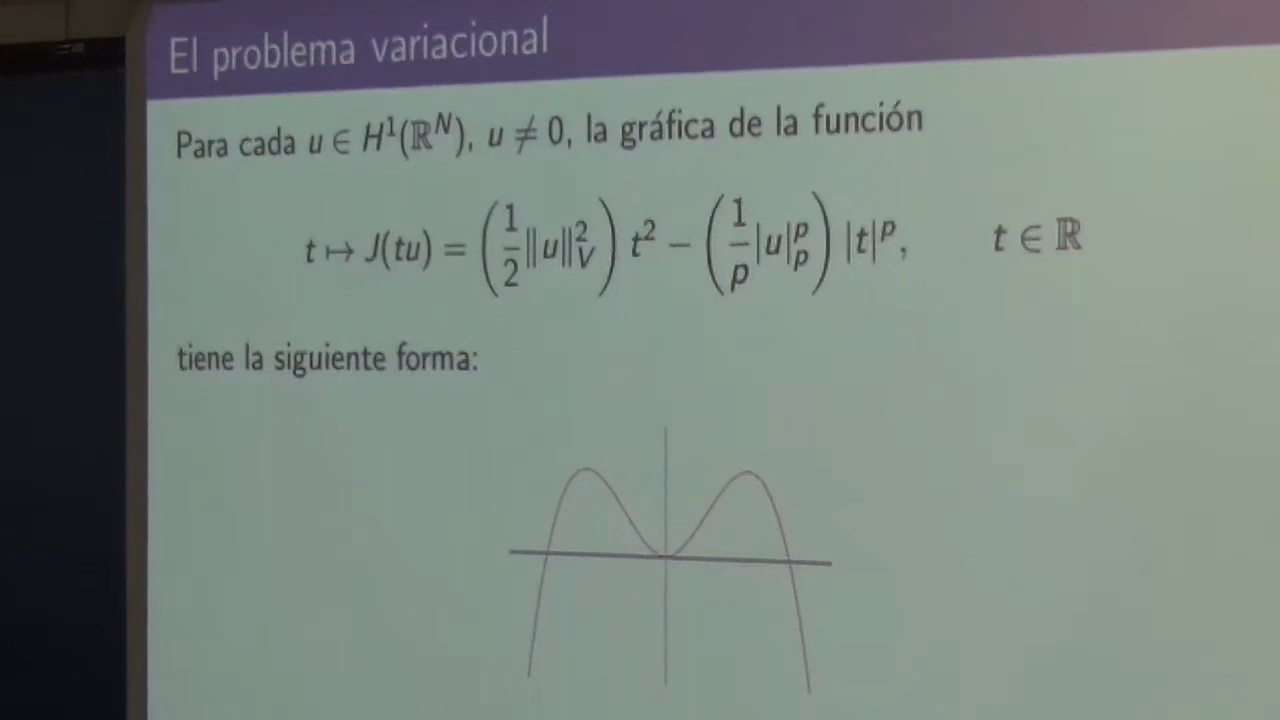 El problema variacional
Para cada u ∈ H¹(ℝᴺ), u ≠ 0, la gráfica de la función
t ↦ J(tu) = (1/2 ‖u‖²_V) t² − (1/p |u|ᵖ_p) |t|ᵖ, t ∈ ℝ
tiene la siguiente forma: